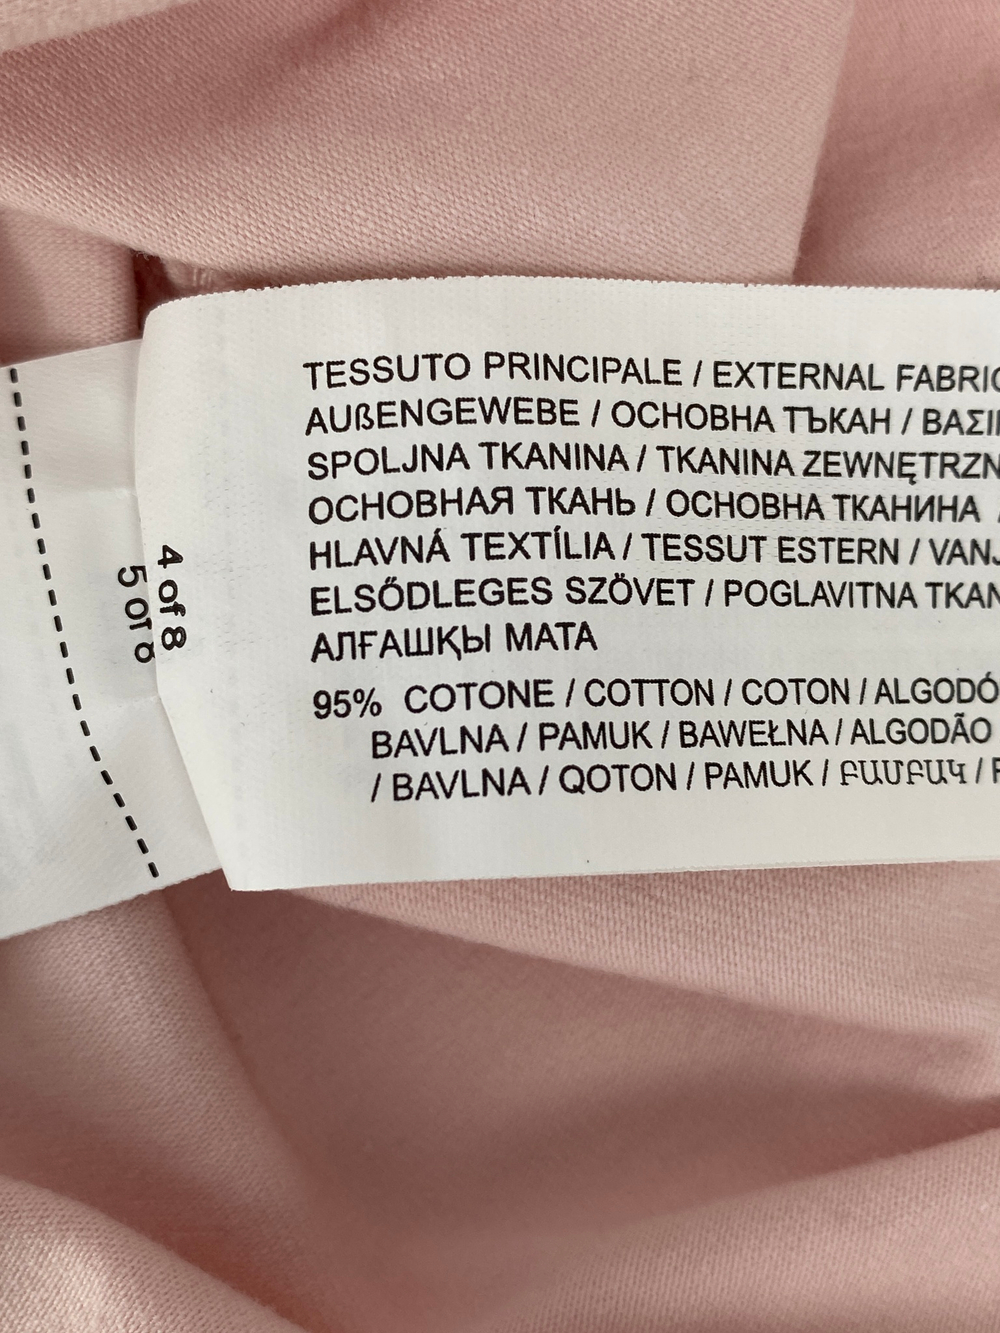 TESSUTO PRINCIPALE / EXTERNAL FABRIC
AUßENGEWEBE / ОСНОВНА ТЪКАН / ΒΑΣΙ
SPOLJNA TKANINA / TKANINA ZEWNĘTRZN
ОСНОВНАЯ ТКАНЬ / ОСНОВНА ТКАНИНА /
HLAVNÁ TEXTÍLIA / TESSUT ESTERN / VANJ
ELSŐDLEGES SZÖVET / POGLAVITNA TKAN
АЛҒАШҚЫ МАТА
95% COTONE / COTTON / COTON / ALGODÓ
BAVLNA / PAMUK / BAWEŁNA / ALGODÃO
/ BAVLNA / QOTON / PAMUK / ԲԱՄԲԱԿ /
4 of 8
5 of 8